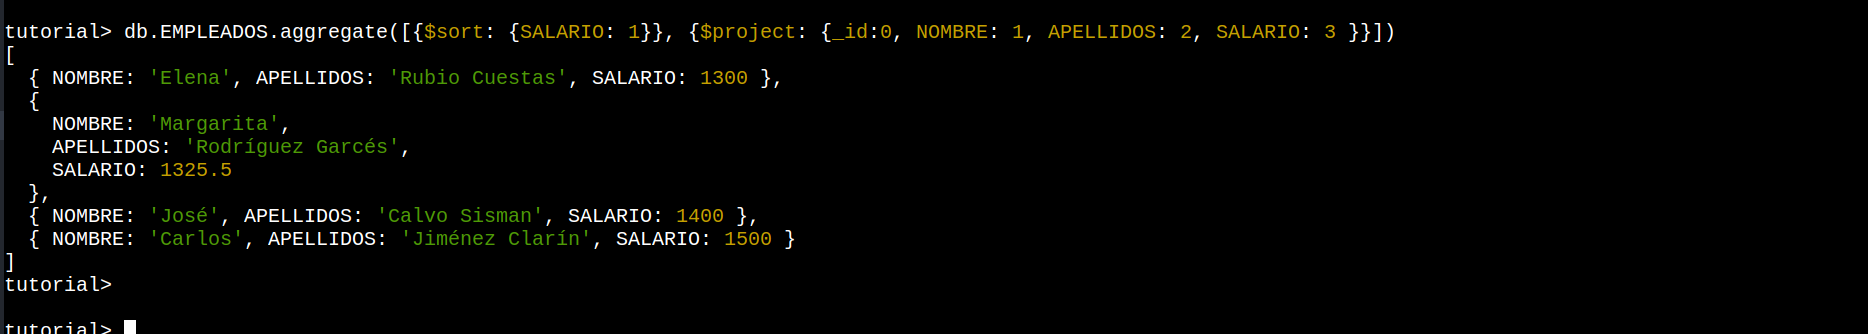 tutorial> db.EMPLEADOS.aggregate([{$sort: {SALARIO: 1}}, {$project: {_id:0, NOMBRE: 1, APELLIDOS: 2, SALARIO: 3 }}])
[
  { NOMBRE: 'Elena', APELLIDOS: 'Rubio Cuestas', SALARIO: 1300 },
  {
    NOMBRE: 'Margarita',
    APELLIDOS: 'Rodríguez Garcés',
    SALARIO: 1325.5
  },
  { NOMBRE: 'José', APELLIDOS: 'Calvo Sisman', SALARIO: 1400 },
  { NOMBRE: 'Carlos', APELLIDOS: 'Jiménez Clarín', SALARIO: 1500 }
]
tutorial>
tutorial>